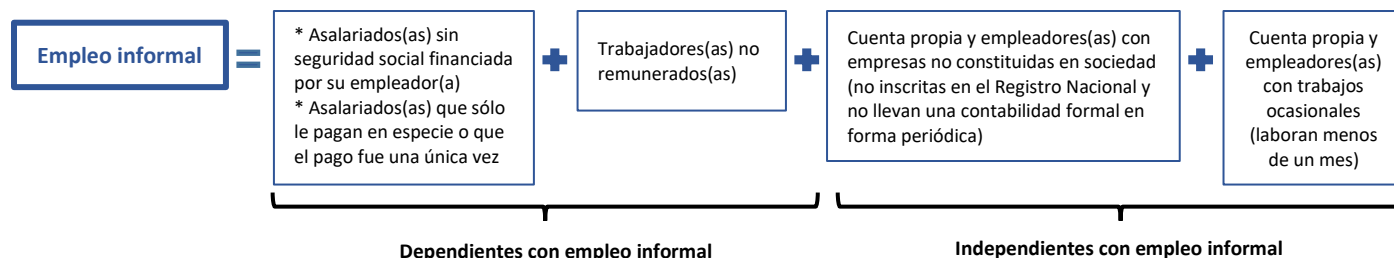 Empleo informal
=
* Asalariados(as) sin
seguridad social financiada
por su empleador(a)
* Asalariados(as) que sólo
le pagan en especie o que
el pago fue una única vez
Trabajadores(as) no
remunerados(as)
Cuenta propia y empleadores(as) con
empresas no constituidas en sociedad
(no inscritas en el Registro Nacional y
no llevan una contabilidad formal en
forma periódica)
Cuenta propia y
empleadores(as)
con trabajos
ocasionales
(laboran menos
de un mes)
Dependientes con empleo informal
Independientes con empleo informal